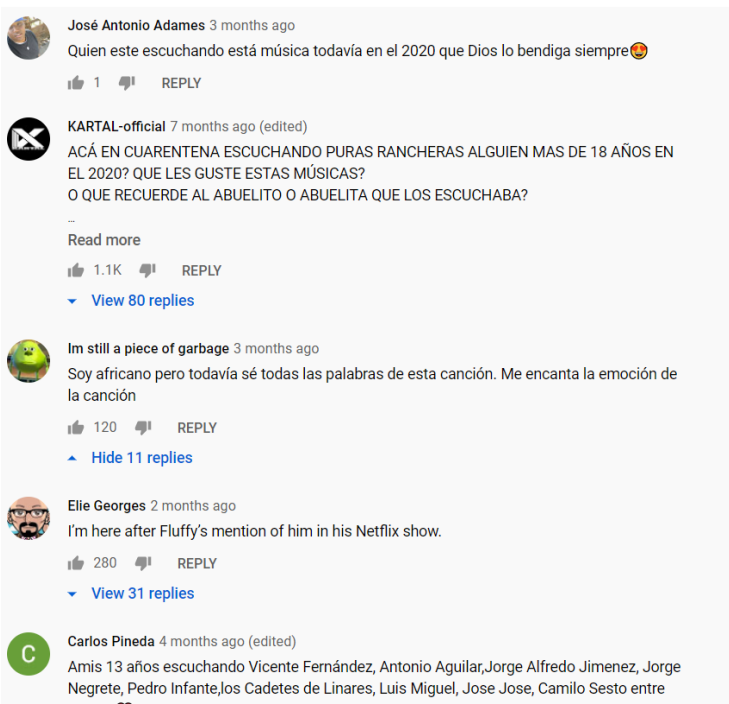 José Antonio Adames 3 months ago
Quien este escuchando está música todavía en el 2020 que Dios lo bendiga siempre😍
1 REPLY
KARTAL-official 7 months ago (edited)
ACÁ EN CUARENTENA ESCUCHANDO PURAS RANCHERAS ALGUIEN MAS DE 18 AÑOS EN
EL 2020? QUE LES GUSTE ESTAS MÚSICAS?
O QUE RECUERDE AL ABUELITO O ABUELITA QUE LOS ESCUCHABA?
...
Read more
1.1K REPLY
View 80 replies
Im still a piece of garbage 3 months ago
Soy africano pero todavía sé todas las palabras de esta canción. Me encanta la emoción de
la canción
120 REPLY
Hide 11 replies
Elie Georges 2 months ago
I'm here after Fluffy's mention of him in his Netflix show.
280 REPLY
View 31 replies
C
Carlos Pineda 4 months ago (edited)
Amis 13 años escuchando Vicente Fernández, Antonio Aguilar,Jorge Alfredo Jimenez, Jorge
Negrete, Pedro Infante,los Cadetes de Linares, Luis Miguel, Jose Jose, Camilo Sesto entre